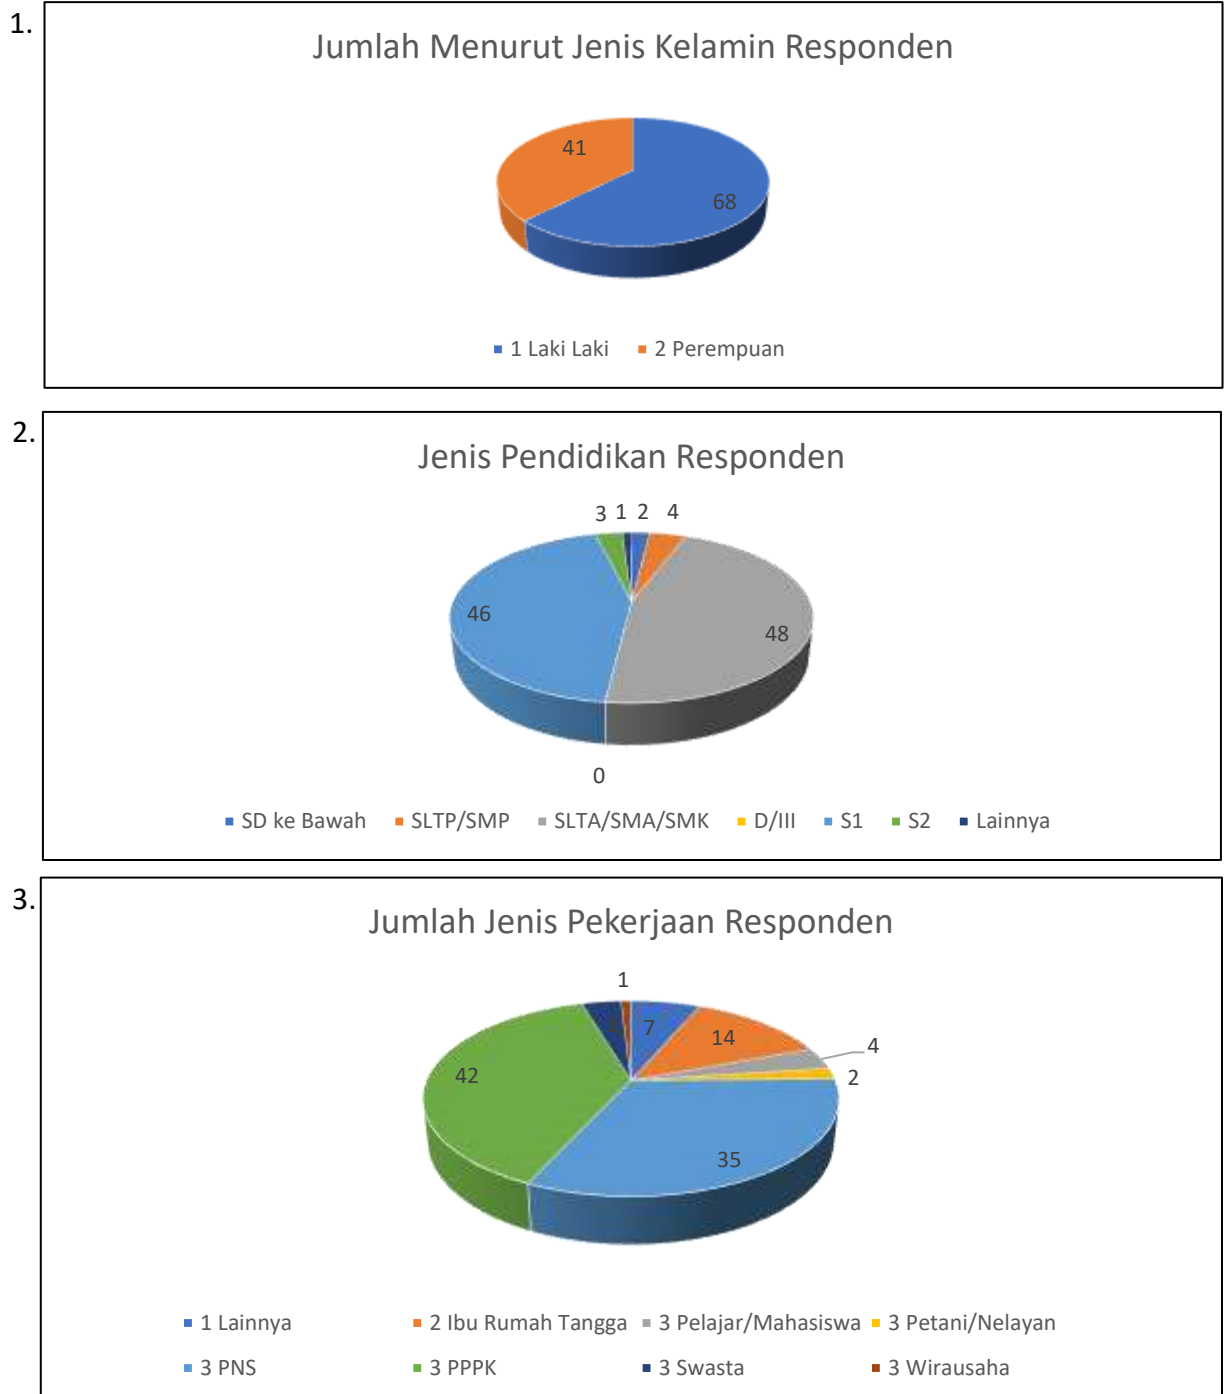 1.
Jumlah Menurut Jenis Kelamin Responden
41
68
1 Laki Laki 2 Perempuan
2.
Jenis Pendidikan Responden
3 1 2 4
46
48
0
SD ke Bawah SLTP/SMP SLTA/SMA/SMK D/III S1 S2 Lainnya
3.
Jumlah Jenis Pekerjaan Responden
1
7
14
4
42
2
35
1 Lainnya 2 Ibu Rumah Tangga 3 Pelajar/Mahasiswa 3 Petani/Nelayan
3 PNS 3 PPPK 3 Swasta 3 Wirausaha